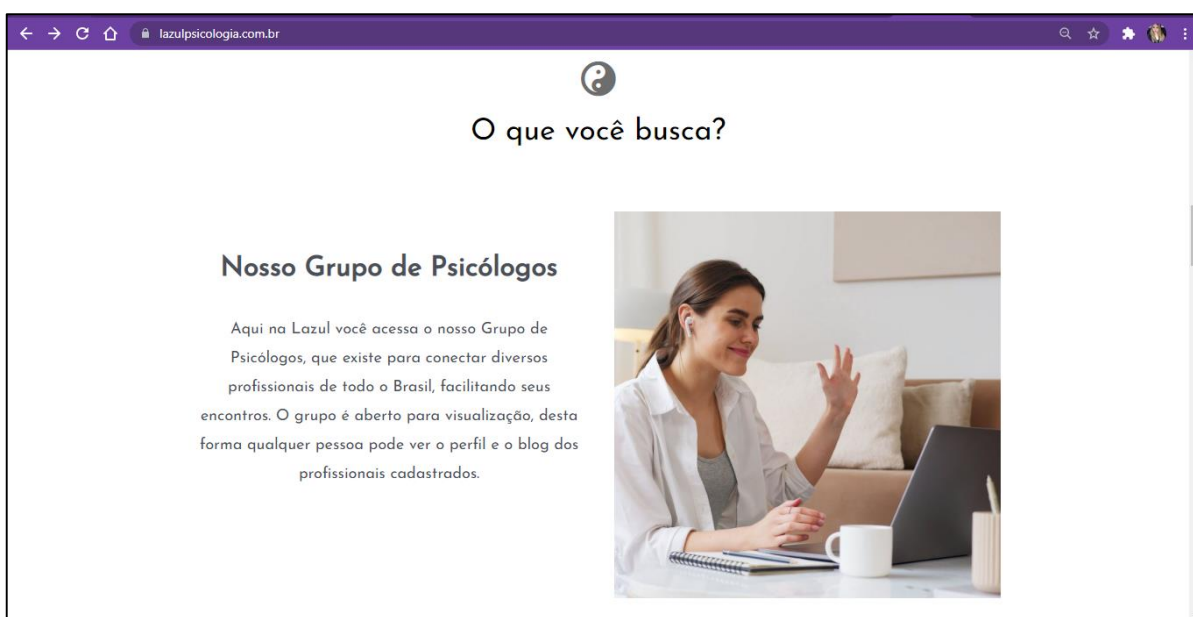 lazulpsicologia.com.br
O que você busca?
Nosso Grupo de Psicólogos
Aqui na Lazul você acessa o nosso Grupo de
Psicólogos, que existe para conectar diversos
profissionais de todo o Brasil, facilitando seus
encontros. O grupo é aberto para visualização, desta
forma qualquer pessoa pode ver o perfil e o blog dos
profissionais cadastrados.